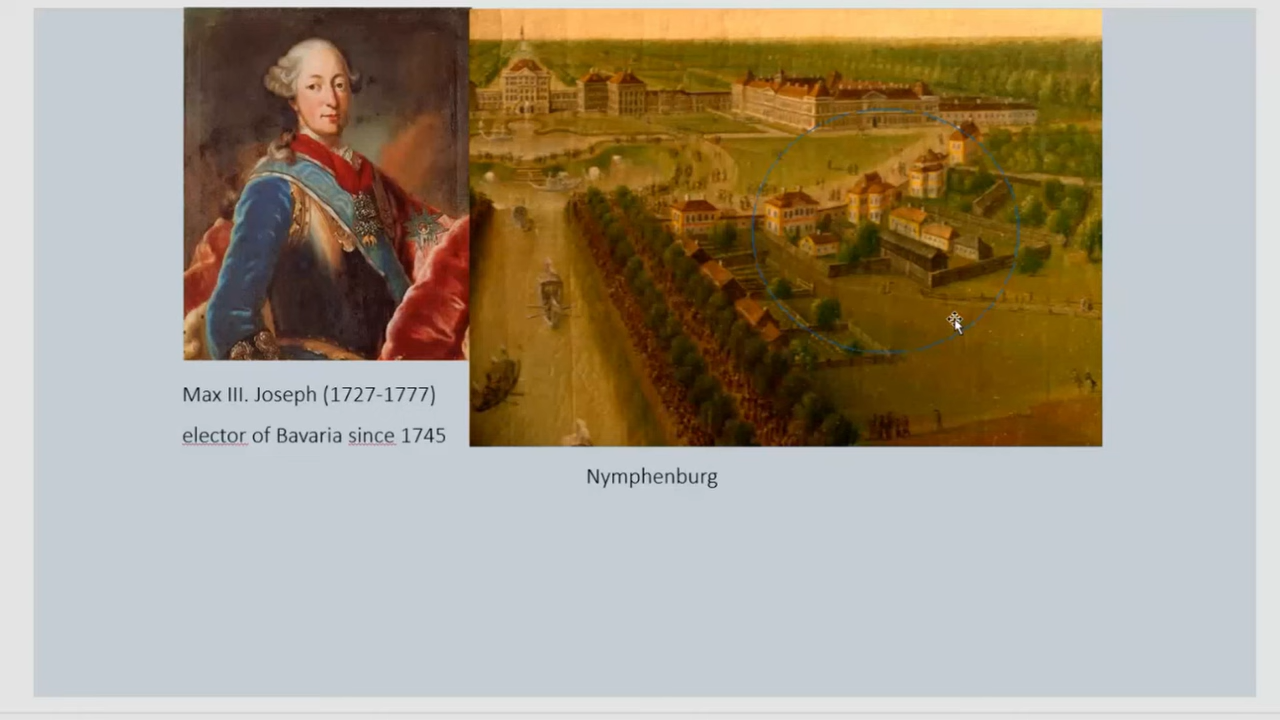 Max III. Joseph (1727-1777)
elector of Bavaria since 1745
Nymphenburg